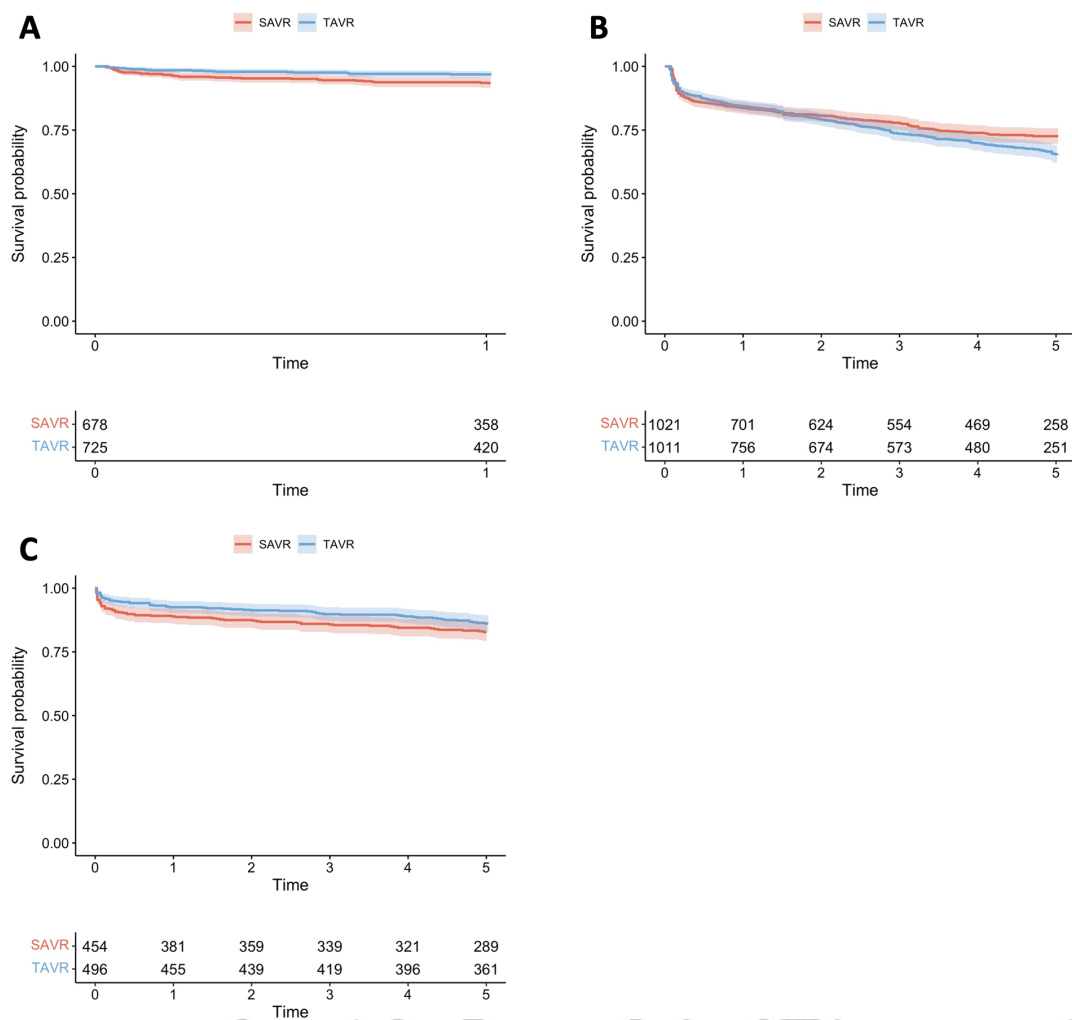 A
SAVR TAVR
Survival probability
1.00
0.75
0.50
0.25
0.00
0 1
Time
SAVR 678 358
TAVR 725 420
0 1
Time
B
SAVR TAVR
Survival probability
1.00
0.75
0.50
0.25
0.00
0 1 2 3 4 5
Time
SAVR 1021 701 624 554 469 258
TAVR 1011 756 674 573 480 251
0 1 2 3 4 5
Time
C
SAVR TAVR
Survival probability
1.00
0.75
0.50
0.25
0.00
0 1 2 3 4 5
Time
SAVR 454 381 359 339 321 289
TAVR 496 455 439 419 396 361
0 1 2 3 4 5
Time